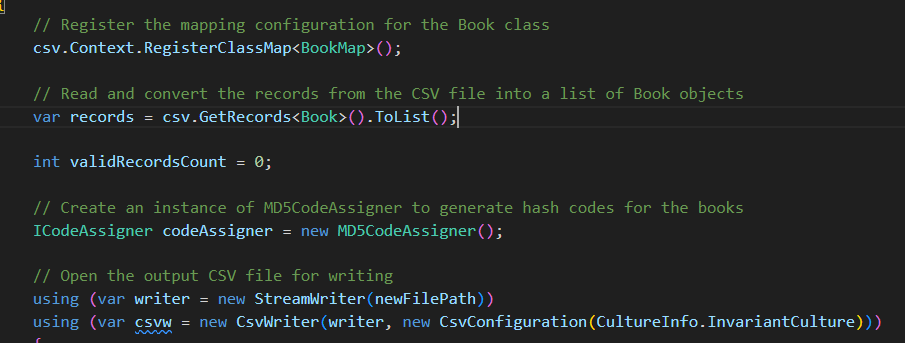 // Register the mapping configuration for the Book class
csv.Context.RegisterClassMap<BookMap>();
// Read and convert the records from the CSV file into a list of Book objects
var records = csv.GetRecords<Book>().ToList();
int validRecordsCount = 0;
// Create an instance of MD5CodeAssigner to generate hash codes for the books
ICodeAssigner codeAssigner = new MD5CodeAssigner();
// Open the output CSV file for writing
using (var writer = new StreamWriter(newFilePath))
using (var csvw = new CsvWriter(writer, new CsvConfiguration(CultureInfo.InvariantCulture)))
{